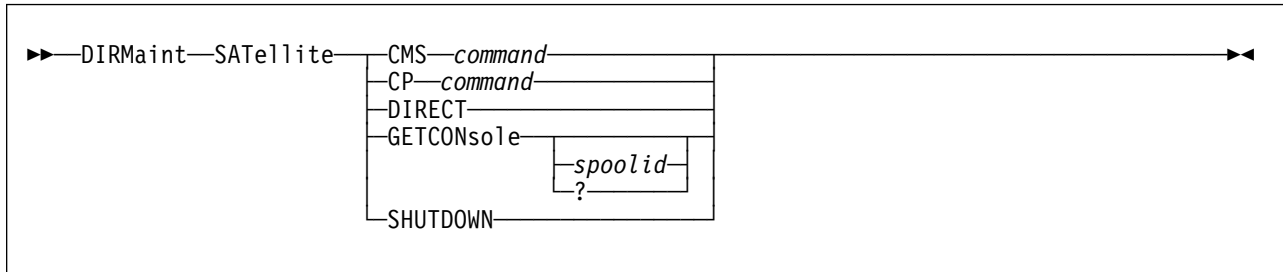 ►►──DIRMaint──SATellite──┬─CMS──command─────────────┬──►◄
├─CP──command──────────────┤
├─DIRECT───────────────────┤
├─GETCONsole──┬─────────┬──┤
├─spoolid─┤
└─?───────┘
└─SHUTDOWN─────────────────┘